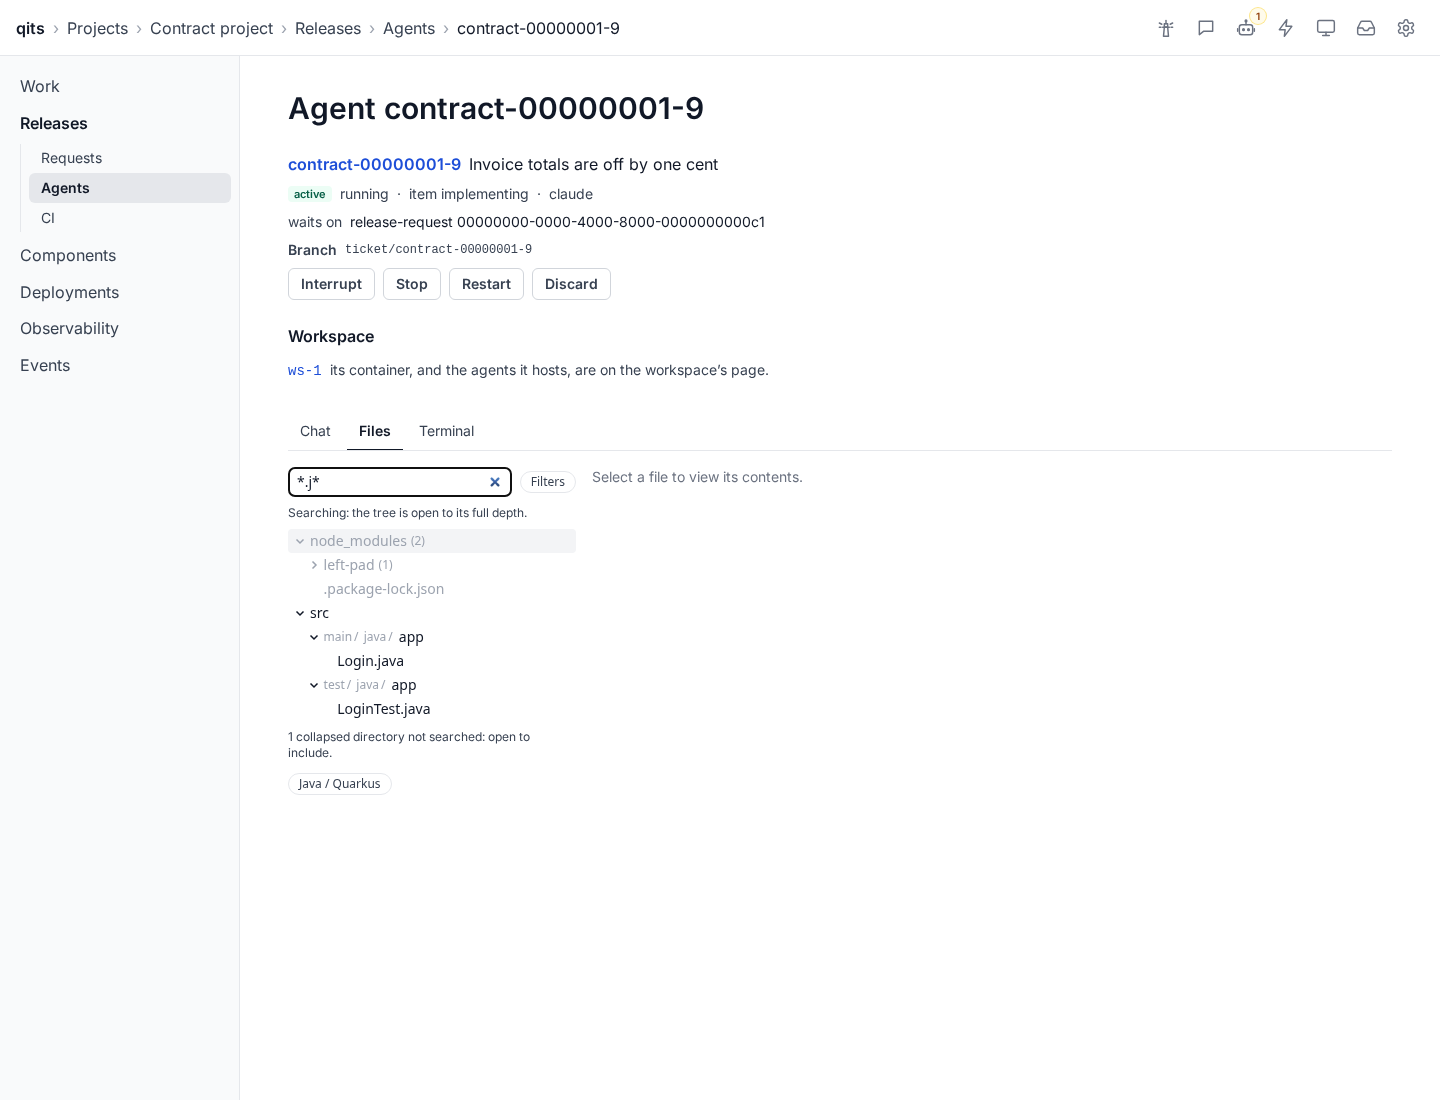 qits › Projects › Contract project › Releases › Agents › contract-00000001-9
1
Work
Releases
Requests
Agents
CI
Components
Deployments
Observability
Events
Agent contract-00000001-9
contract-00000001-9 Invoice totals are off by one cent
active running · item implementing · claude
waits on release-request 00000000-0000-4000-8000-0000000000c1
Branch ticket/contract-00000001-9
Interrupt Stop Restart Discard
Workspace
ws-1 its container, and the agents it hosts, are on the workspace’s page.
Chat Files Terminal
*.j* Filters
Select a file to view its contents.
Searching: the tree is open to its full depth.
node_modules (2)
left-pad (1)
.package-lock.json
src
main/ java/ app
Login.java
test/ java/ app
LoginTest.java
1 collapsed directory not searched: open to
include.
Java / Quarkus